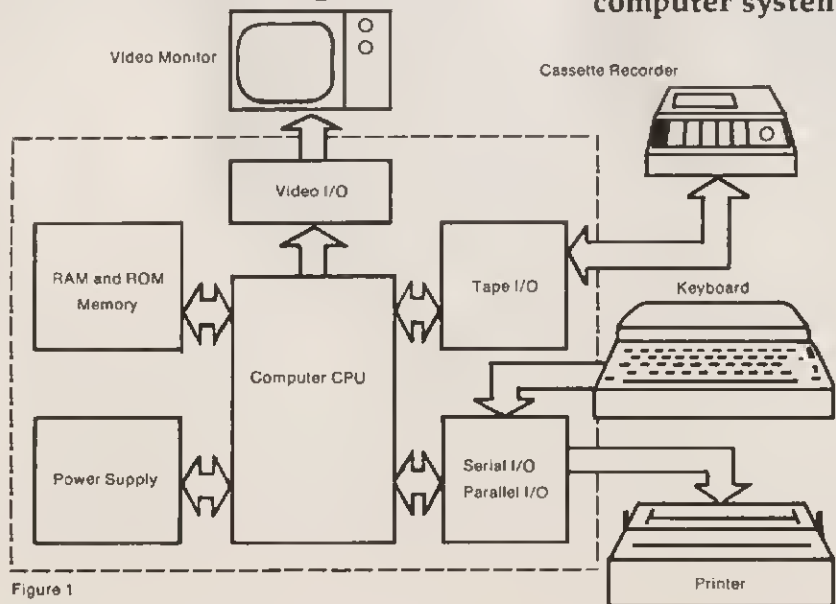 computer system
Video Monitor
Cassette Recorder
Video I/O
RAM and ROM
Memory
Tape I/O
Keyboard
Computer CPU
Power Supply
Serial I/O
Parallel I/O
Printer
Figure 1